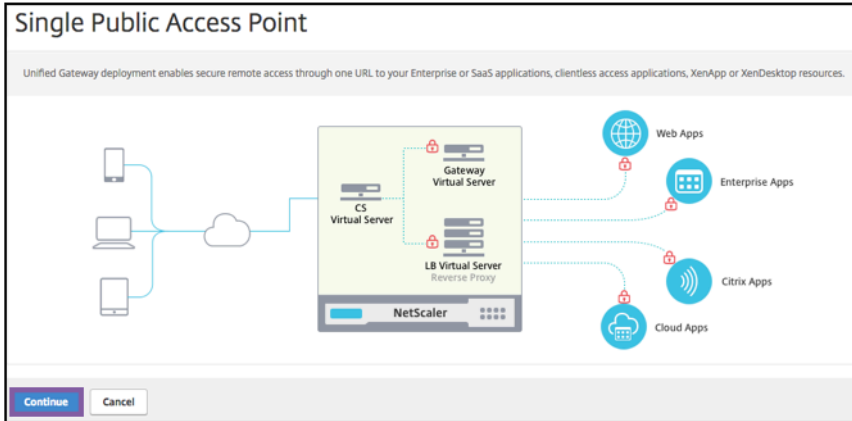 Single Public Access Point
Unified Gateway deployment enables secure remote access through one URL to your Enterprise or SaaS applications, clientless access applications, XenApp or XenDesktop resources.
Web Apps
Gateway
Virtual Server
Enterprise Apps
CS
Virtual Server
LB Virtual Server
Reverse Proxy
Citrix Apps
NetScaler
Cloud Apps
Continue
Cancel